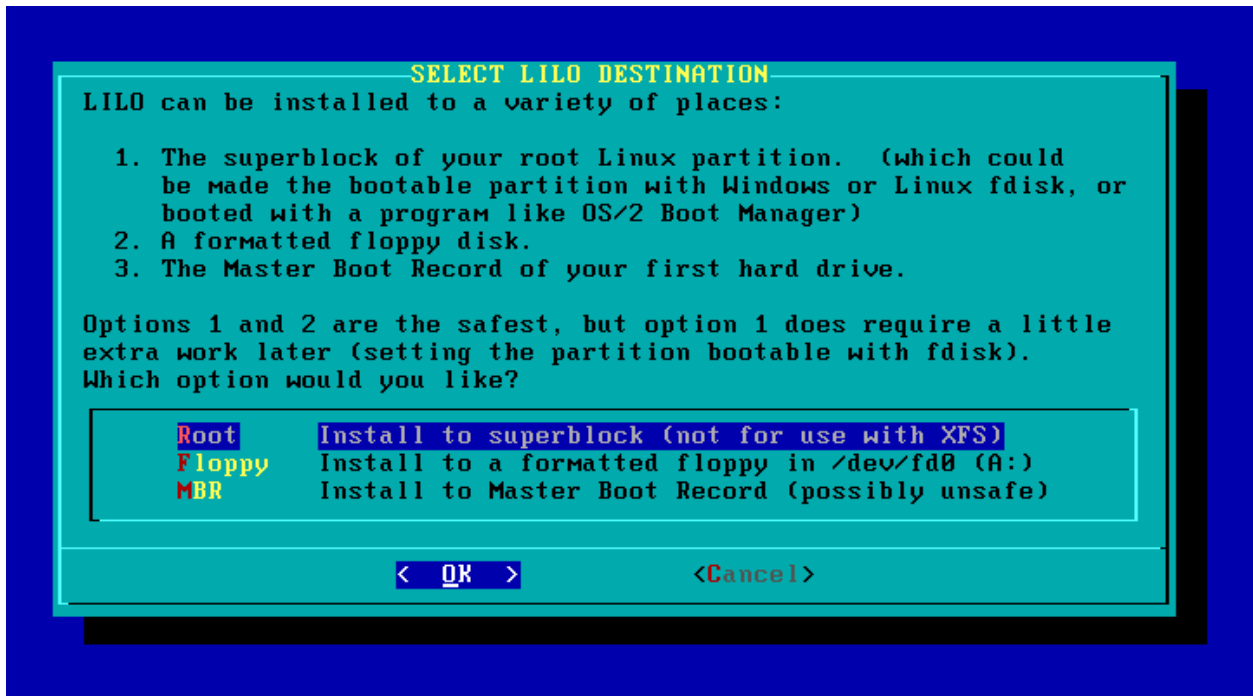 SELECT LILO DESTINATION
LILO can be installed to a variety of places:
1. The superblock of your root Linux partition. (which could
be made the bootable partition with Windows or Linux fdisk, or
booted with a program like OS/2 Boot Manager)
2. A formatted floppy disk.
3. The Master Boot Record of your first hard drive.
Options 1 and 2 are the safest, but option 1 does require a little
extra work later (setting the partition bootable with fdisk).
Which option would you like?
Root Install to superblock (not for use with XFS)
Floppy Install to a formatted floppy in /dev/fd0 (A:)
MBR Install to Master Boot Record (possibly unsafe)
< OK > <Cancel>